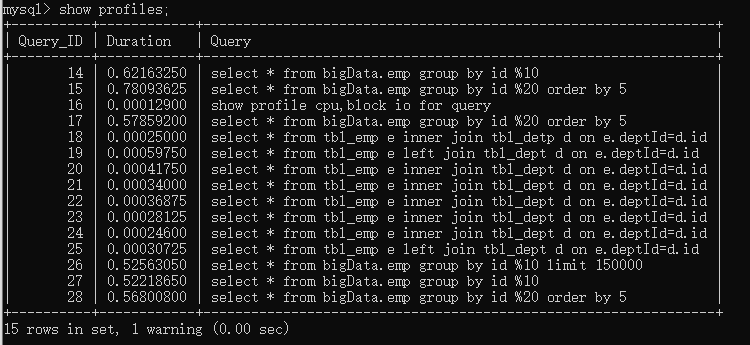 mysql> show profiles;
+----------+------------+---------------------------------------------------------------+
| Query_ID | Duration | Query |
+----------+------------+---------------------------------------------------------------+
| 14 | 0.62163250 | select * from bigData.emp group by id %10 |
| 15 | 0.78093625 | select * from bigData.emp group by id %20 order by 5 |
| 16 | 0.00012900 | show profile cpu,block io for query |
| 17 | 0.57859200 | select * from bigData.emp group by id %20 order by 5 |
| 18 | 0.00025000 | select * from tbl_emp e inner join tbl_detp d on e.deptId=d.id |
| 19 | 0.00059750 | select * from tbl_emp e left join tbl_dept d on e.deptId=d.id |
| 20 | 0.00041750 | select * from tbl_emp e inner join tbl_dept d on e.deptId=d.id |
| 21 | 0.00034000 | select * from tbl_emp e inner join tbl_dept d on e.deptId=d.id |
| 22 | 0.00036875 | select * from tbl_emp e inner join tbl_dept d on e.deptId=d.id |
| 23 | 0.00028125 | select * from tbl_emp e inner join tbl_dept d on e.deptId=d.id |
| 24 | 0.00024600 | select * from tbl_emp e inner join tbl_dept d on e.deptId=d.id |
| 25 | 0.00030725 | select * from tbl_emp e left join tbl_dept d on e.deptId=d.id |
| 26 | 0.52563050 | select * from bigData.emp group by id %10 limit 150000 |
| 27 | 0.52218650 | select * from bigData.emp group by id %10 |
| 28 | 0.56800800 | select * from bigData.emp group by id %20 order by 5 |
+----------+------------+---------------------------------------------------------------+
15 rows in set, 1 warning (0.00 sec)